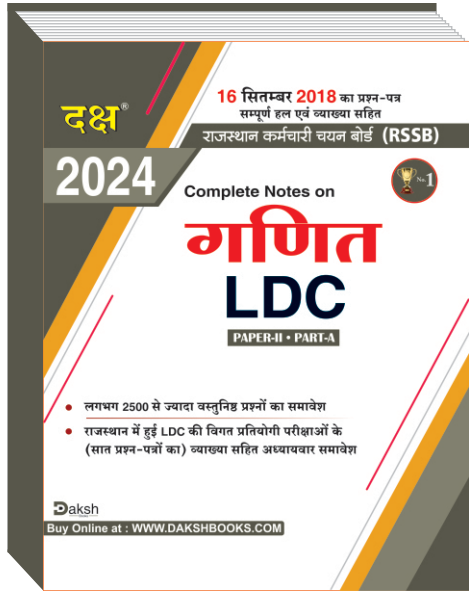 दक्ष®
16 सितम्बर 2018 का प्रश्न-पत्र
सम्पूर्ण हल एवं व्याख्या सहित
राजस्थान कर्मचारी चयन बोर्ड (RSSB)
2024
Complete Notes on
No. 1
गणित
LDC
PAPER-II • PART-A
• लगभग 2500 से ज्यादा वस्तुनिष्ठ प्रश्नों का समावेश
• राजस्थान में हुई LDC की विगत प्रतियोगी परीक्षाओं के
(सात प्रश्न-पत्रों का) व्याख्या सहित अध्यायवार समावेश
Daksh
Buy Online at : WWW.DAKSHBOOKS.COM